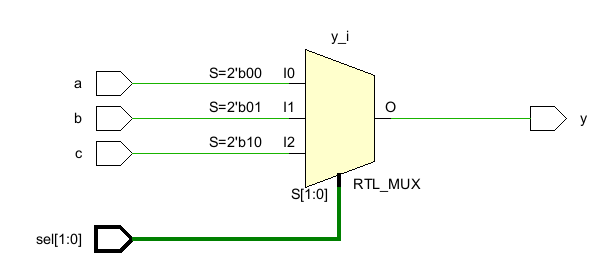 y_i
a S=2'b00 I0
b S=2'b01 I1 O y
c S=2'b10 I2
S[1:0] RTL_MUX
sel[1:0]